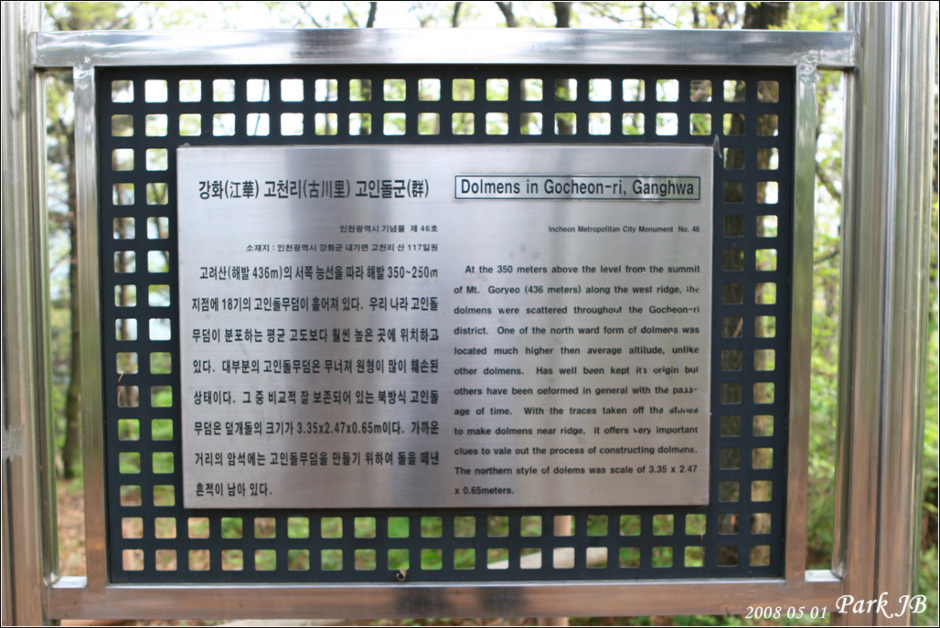 강화(江華) 고천리(古川里) 고인돌군(群)
인천광역시 기념물 제 46호
소재지 : 인천광역시 강화군 내가면 고천리 산 117일원
고려산(해발 436m)의 서쪽 능선을 따라 해발 350~250m
지점에 18기의 고인돌무덤이 흩어져 있다. 우리 나라 고인돌
무덤이 분포하는 평균 고도보다 훨씬 높은 곳에 위치하고
있다. 대부분의 고인돌무덤은 무너져 원형이 많이 훼손된
상태이다. 그 중 비교적 잘 보존되어 있는 북방식 고인돌
무덤은 덮개돌의 크기가 3.35x2.47x0.65m이다. 가까운
거리의 암석에는 고인돌무덤을 만들기 위하여 돌을 떼낸
흔적이 남아 있다.
Dolmens in Gocheon-ri, Ganghwa
Incheon Metropolitan City Monument No. 46
At the 350 meters above the level from the summit
of Mt. Goryeo (436 meters) along the west ridge, the
dolmens were scattered throughout the Gocheon-ri
district. One of the north ward form of dolmens was
located much higher then average altitude, unlike
other dolmens. Has well been kept its origin but
others have been deformed in general with the pass-
age of time. With the traces taken off the stones
to make dolmens near ridge, it offers very important
clues to vale out the process of constructing dolmens.
The northern style of dolems was scale of 3.35 x 2.47
x 0.65meters.
2008 05 01 Park JB